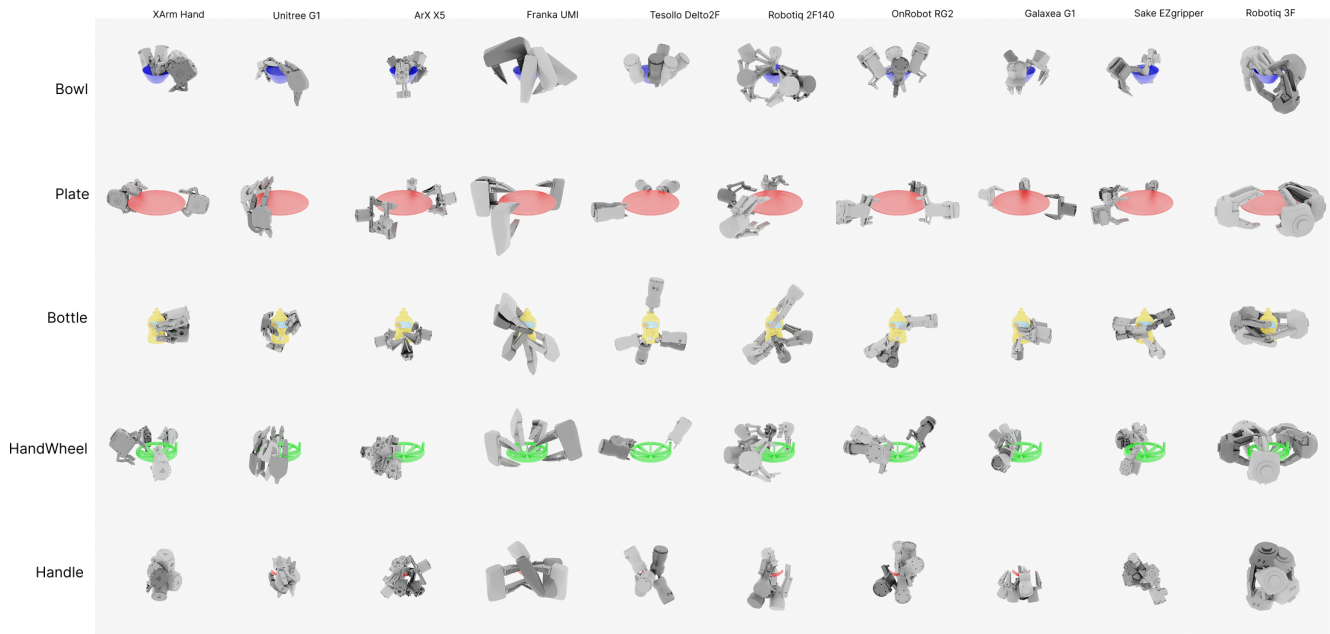 XArm Hand
Unitree G1
ArX X5
Franka UMI
Tesollo Delto2F
Robotiq 2F140
OnRobot RG2
Galaxea G1
Sake EZgripper
Robotiq 3F
Bowl
Plate
Bottle
HandWheel
Handle